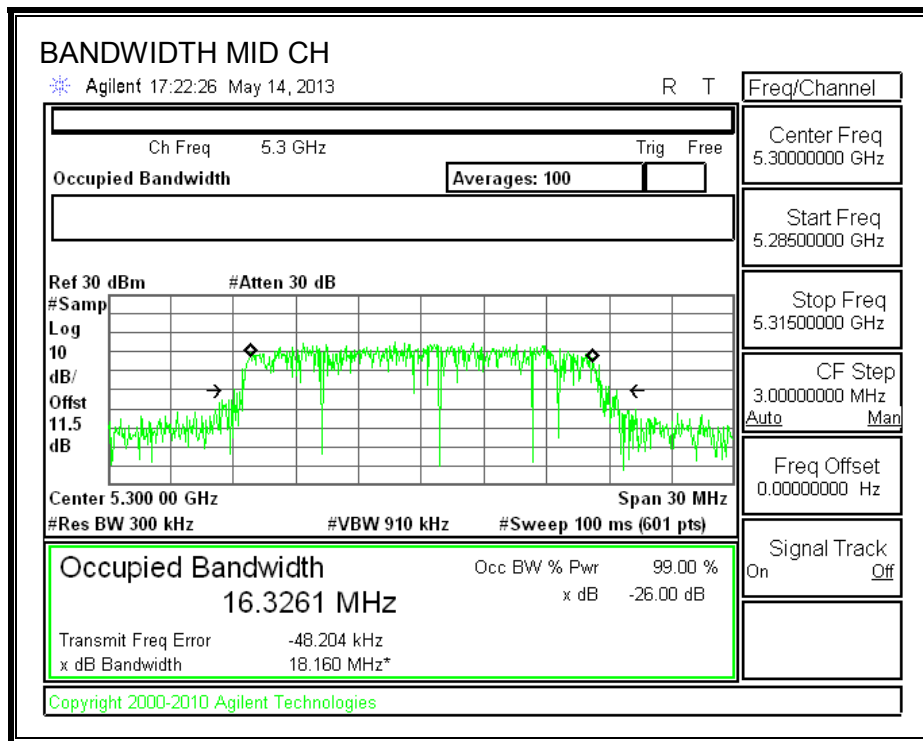 BANDWIDTH MID CH
Agilent 17:22:26 May 14, 2013 R T
Ch Freq 5.3 GHz Trig Free
Occupied Bandwidth Averages: 100
Ref 30 dBm #Atten 30 dB
#Samp
Log
10
dB/
Offst
11.5
dB
Center 5.300 00 GHz Span 30 MHz
#Res BW 300 kHz #VBW 910 kHz #Sweep 100 ms (601 pts)
Occupied Bandwidth Occ BW % Pwr 99.00 %
16.3261 MHz x dB -26.00 dB
Transmit Freq Error -48.204 kHz
x dB Bandwidth 18.160 MHz*
Copyright 2000-2010 Agilent Technologies
Freq/Channel
Center Freq
5.30000000 GHz
Start Freq
5.28500000 GHz
Stop Freq
5.31500000 GHz
CF Step
3.00000000 MHz
Auto Man
Freq Offset
0.00000000 Hz
Signal Track
On Off